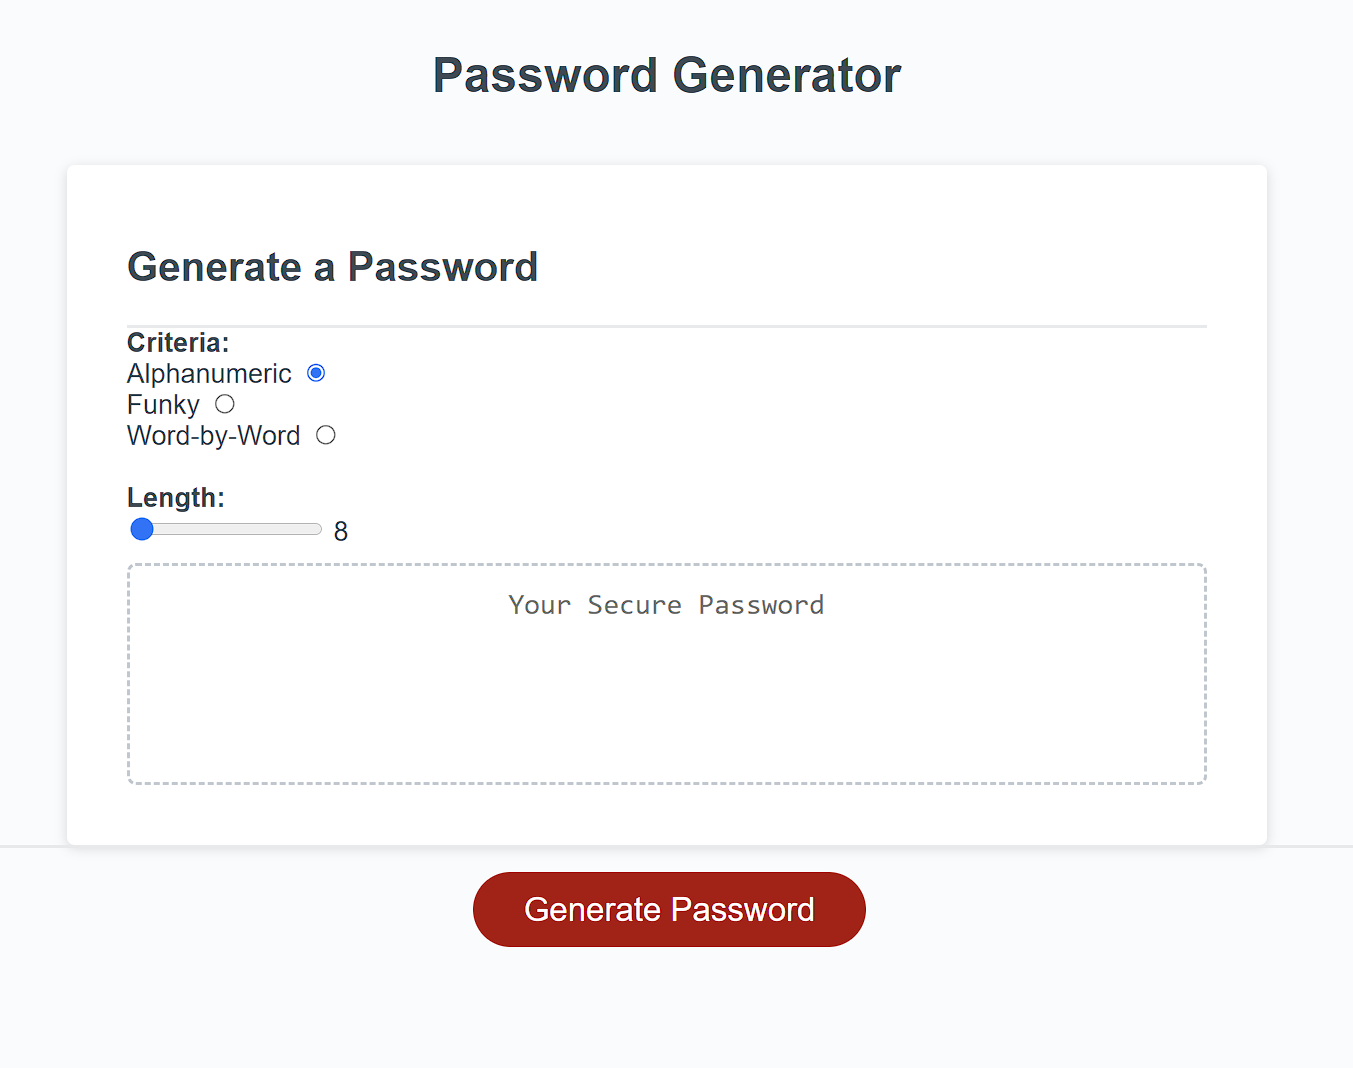 Password Generator
Generate a Password
Criteria:
Alphanumeric
Funky
Word-by-Word
Length:
8
Your Secure Password
Generate Password